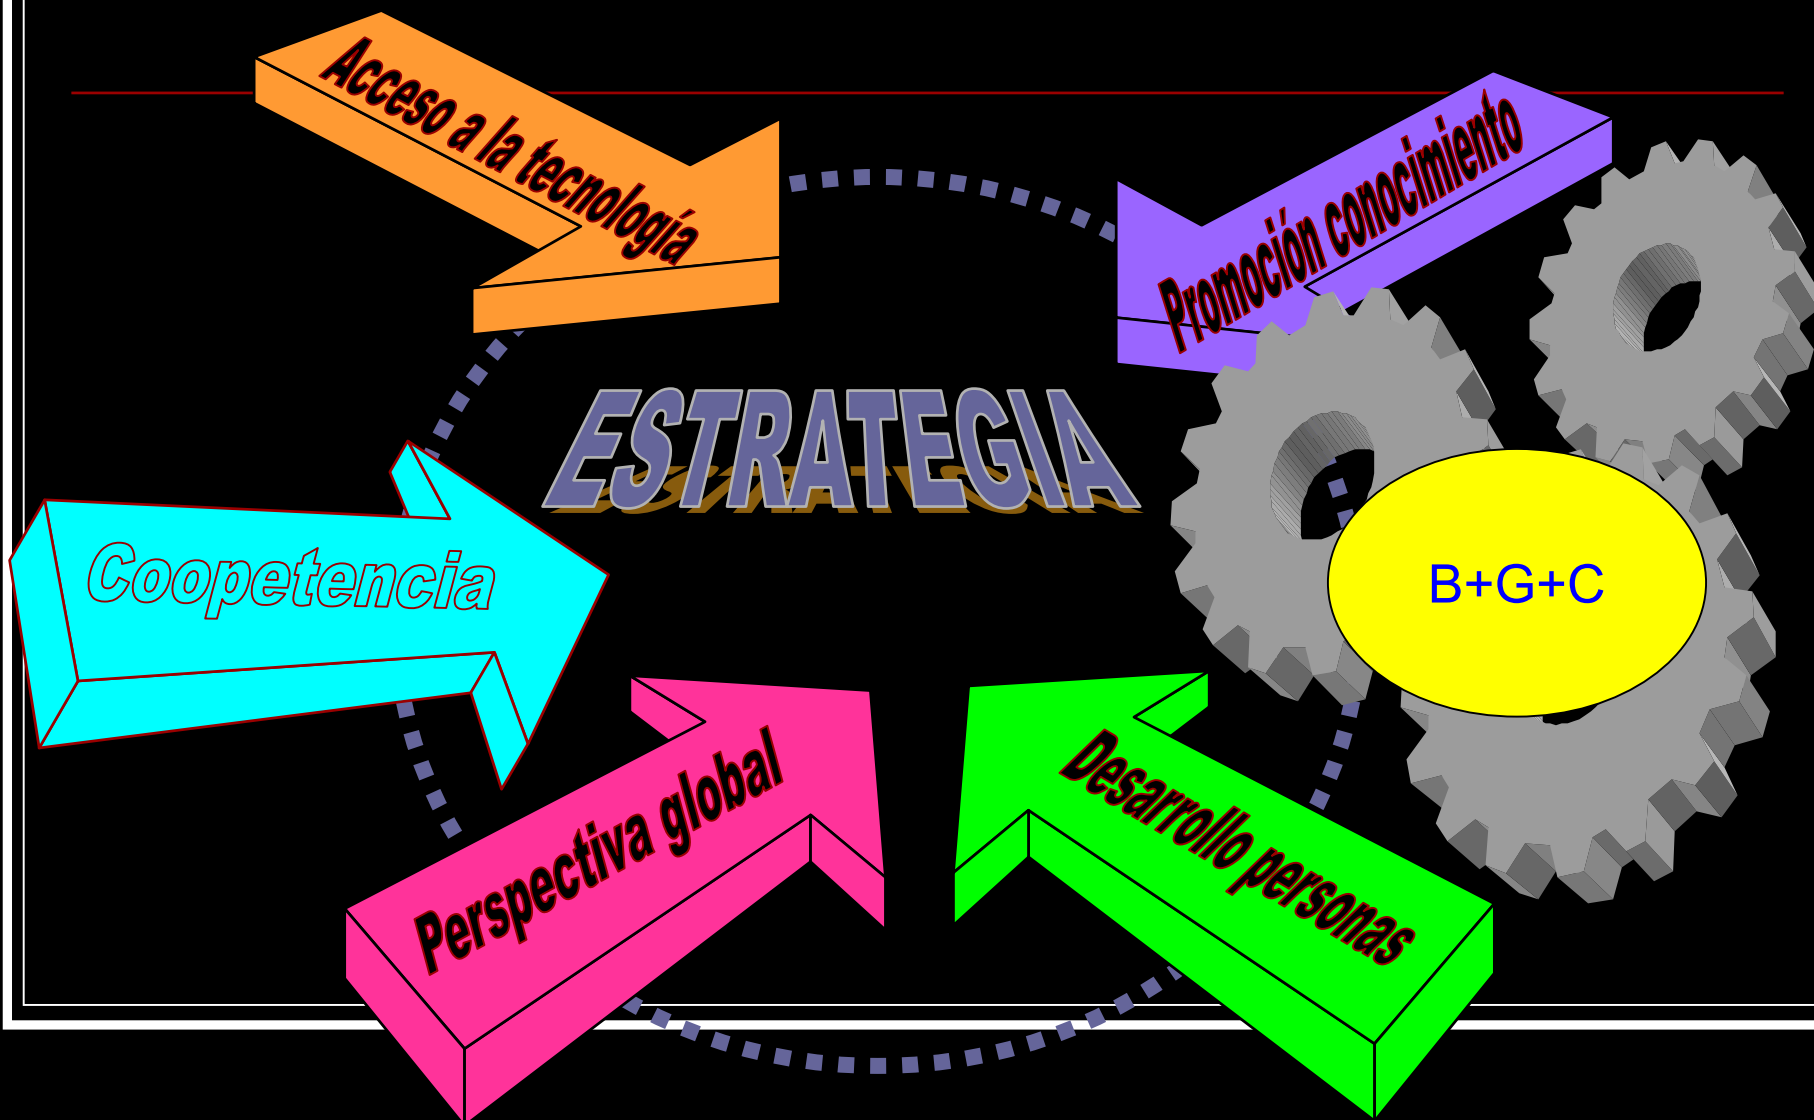 Acceso a la tecnología
Promoción conocimiento
ESTRATEGIA
Coopetencia
B+G+C
Perspectiva global
Desarrollo personas